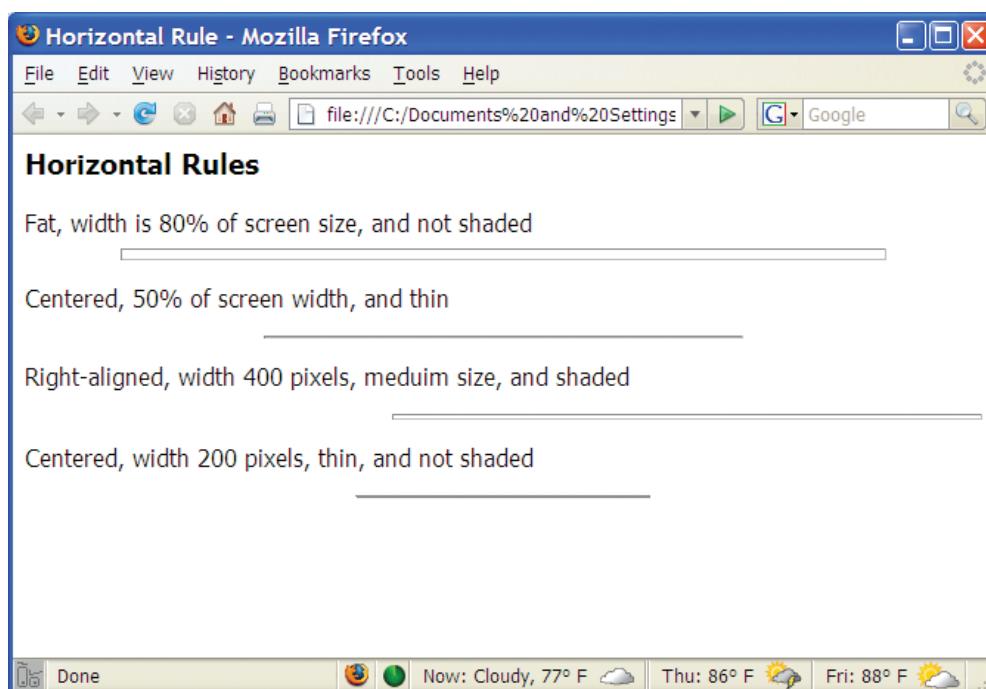 Horizontal Rule - Mozilla Firefox
File Edit View History Bookmarks Tools Help
file:///C:/Documents%20and%20Settings G Google
Horizontal Rules
Fat, width is 80% of screen size, and not shaded
Centered, 50% of screen width, and thin
Right-aligned, width 400 pixels, meduim size, and shaded
Centered, width 200 pixels, thin, and not shaded
Done Now: Cloudy, 77° F Thu: 86° F Fri: 88° F